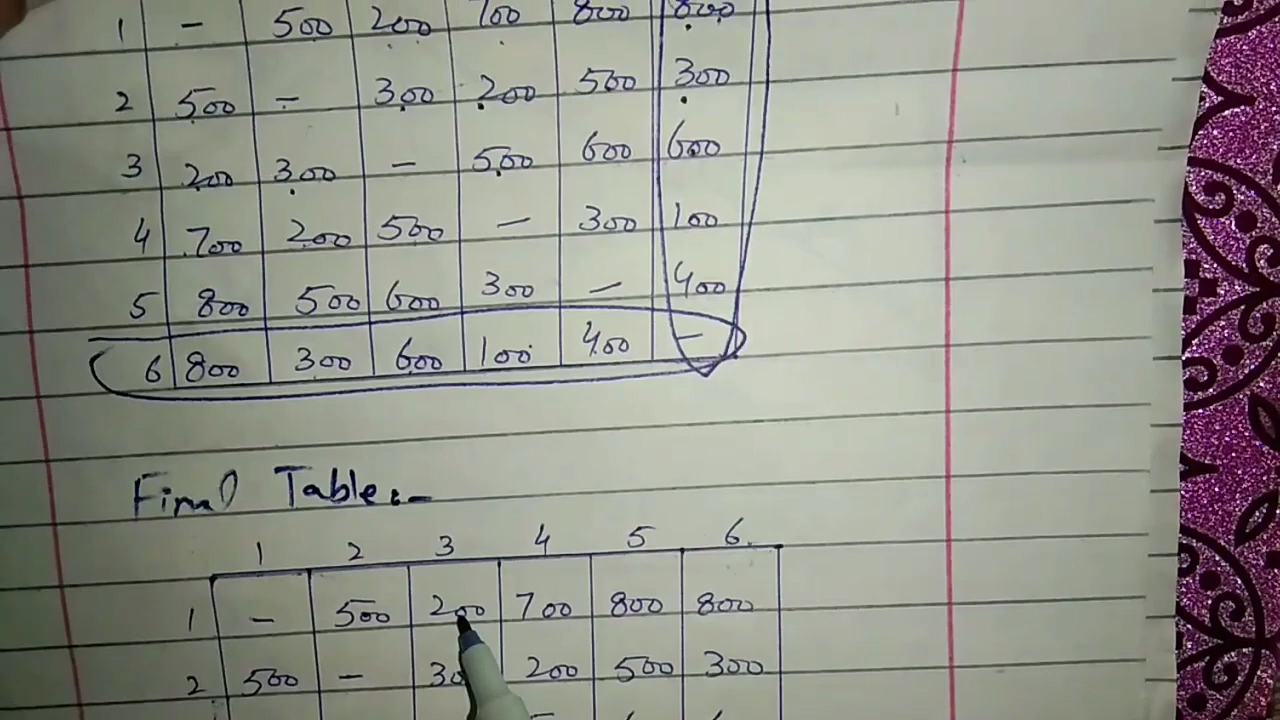 1 - 500 200 700 800 800
2 500 - 300 200 500 300
3 200 300 - 500 600 600
4 700 200 500 - 300 100
5 800 500 600 300 - 400
6 800 300 600 100 400 -
Final Table:-
1 2 3 4 5 6
1 - 500 200 700 800 800
2 500 - 200 500 300